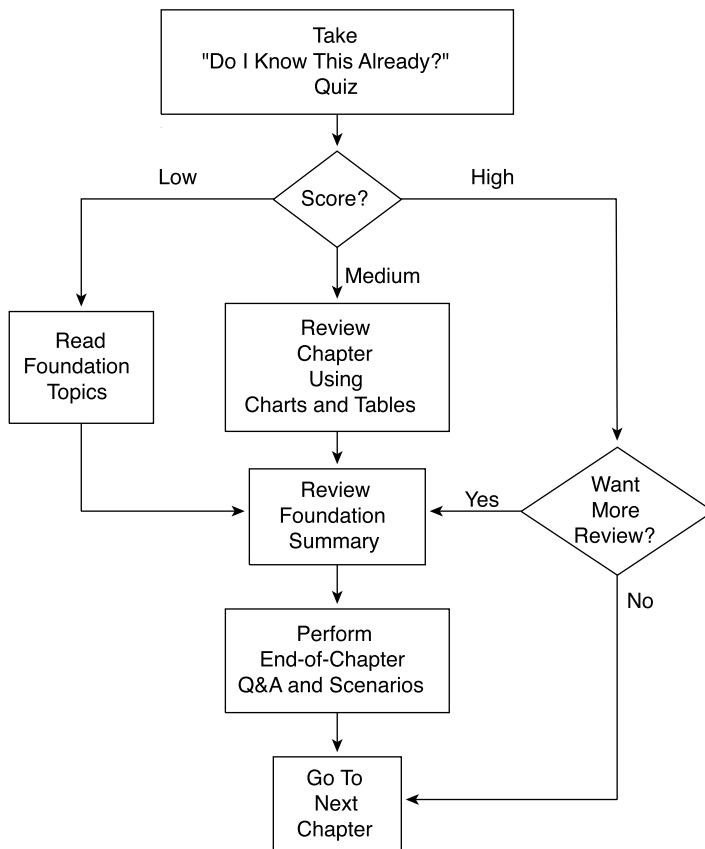 Take
"Do I Know This Already?"
Quiz
Low
Score?
High
Medium
Read
Foundation
Topics
Review
Chapter
Using
Charts and Tables
Review
Foundation
Summary
Yes
Want
More
Review?
No
Perform
End-of-Chapter
Q&A and Scenarios
Go To
Next
Chapter